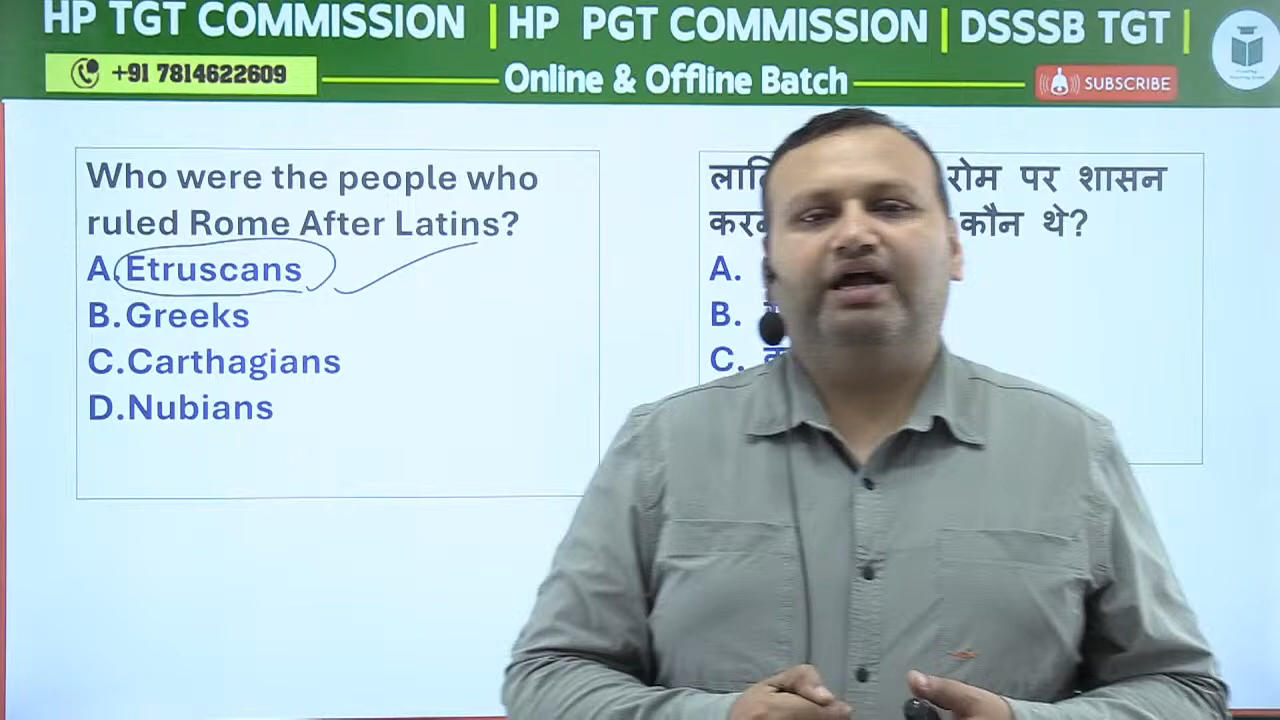 HP TGT COMMISSION | HP PGT COMMISSION | DSSSB TGT |
+91 7814622609
Online & Offline Batch
SUBSCRIBE
Who were the people who
ruled Rome After Latins?
A.Etruscans
B.Greeks
C.Carthagians
D.Nubians
रोम पर शासन
कौन थे?
A.
B.
C.